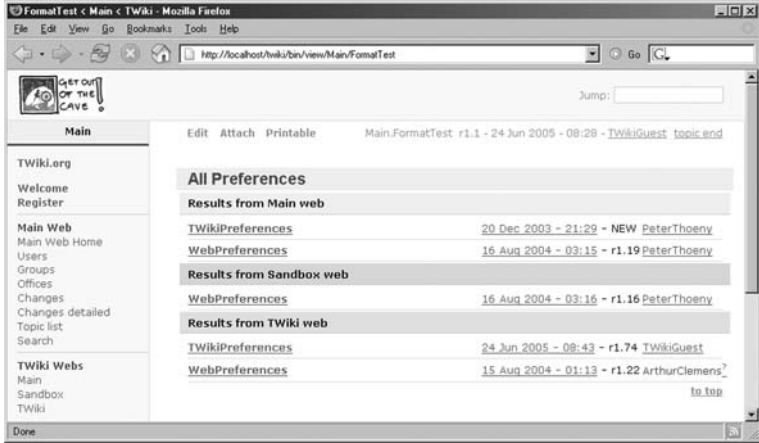 FormatTest < Main < TWiki - Mozilla Firefox
File Edit View Go Bookmarks Tools Help
http://localhost/twiki/bin/view/Main/FormatTest Go G
GET OUT
OF THE
CAVE !
Jump:
Main
Edit Attach Printable Main.FormatTest r1.1 - 24 Jun 2005 - 08:28 - TWikiGuest topic end
TWiki.org
Welcome
Register
Main Web
Main Web Home
Users
Groups
Offices
Changes
Changes detailed
Topic list
Search
TWiki Webs
Main
Sandbox
TWiki
All Preferences
Results from Main web
TWikiPreferences 20 Dec 2003 - 21:29 - NEW PeterThoeny
WebPreferences 16 Aug 2004 - 03:15 - r1.19 PeterThoeny
Results from Sandbox web
WebPreferences 16 Aug 2004 - 03:16 - r1.16 PeterThoeny
Results from TWiki web
TWikiPreferences 24 Jun 2005 - 08:43 - r1.74 TWikiGuest
WebPreferences 15 Aug 2004 - 01:13 - r1.22 ArthurClemens?
to top
Done